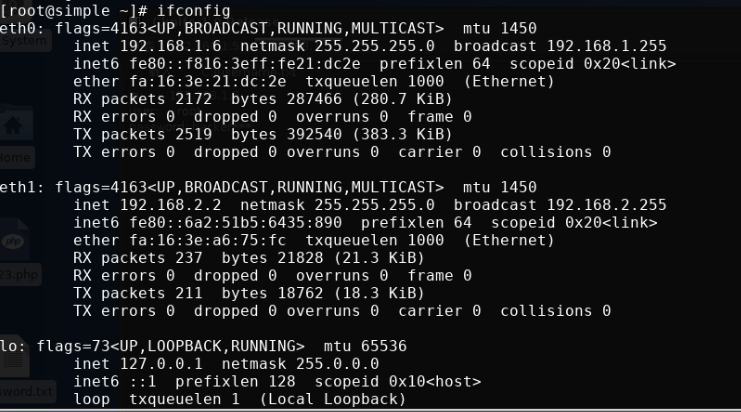 [root@simple ~]# ifconfig
eth0: flags=4163<UP,BROADCAST,RUNNING,MULTICAST>  mtu 1450
        inet 192.168.1.6  netmask 255.255.255.0  broadcast 192.168.1.255
        inet6 fe80::f816:3eff:fe21:dc2e  prefixlen 64  scopeid 0x20<link>
        ether fa:16:3e:21:dc:2e  txqueuelen 1000  (Ethernet)
        RX packets 2172  bytes 287466 (280.7 KiB)
        RX errors 0  dropped 0  overruns 0  frame 0
        TX packets 2519  bytes 392540 (383.3 KiB)
        TX errors 0  dropped 0 overruns 0  carrier 0  collisions 0

eth1: flags=4163<UP,BROADCAST,RUNNING,MULTICAST>  mtu 1450
        inet 192.168.2.2  netmask 255.255.255.0  broadcast 192.168.2.255
        inet6 fe80::6a2:51b5:6435:890  prefixlen 64  scopeid 0x20<link>
        ether fa:16:3e:a6:75:fc  txqueuelen 1000  (Ethernet)
        RX packets 237  bytes 21828 (21.3 KiB)
        RX errors 0  dropped 0  overruns 0  frame 0
        TX packets 211  bytes 18762 (18.3 KiB)
        TX errors 0  dropped 0 overruns 0  carrier 0  collisions 0

lo: flags=73<UP,LOOPBACK,RUNNING>  mtu 65536
        inet 127.0.0.1  netmask 255.0.0.0
        inet6 ::1  prefixlen 128  scopeid 0x10<host>
        loop  txqueuelen 1  (Local Loopback)
System
Home
php
23.php
sword.txt